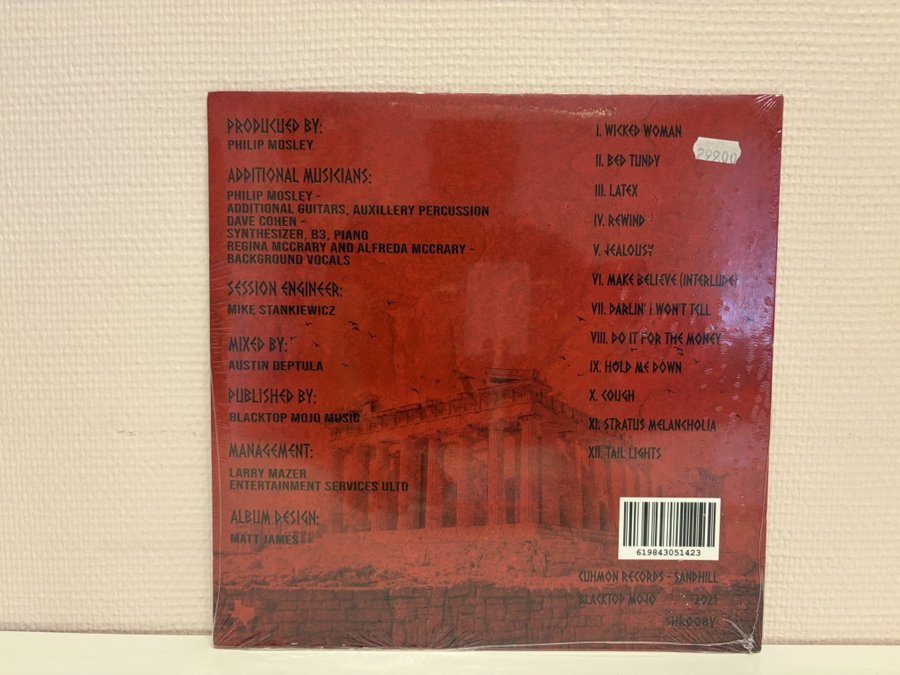 PRODUCUED BY:
PHILIP MOSLEY
ADDITIONAL MUSICIANS:
PHILIP MOSLEY -
ADDITIONAL GUITARS, AUXILLERY PERCUSSION
DAVE COHEN -
SYNTHESIZER, B3, PIANO
REGINA MCCRARY AND ALFREDA MCCRARY -
BACKGROUND VOCALS
SESSION ENGINEER:
MIKE STANKIEWICZ
MIXED BY:
AUSTIN DEPTULA
PUBLISHED BY:
BLACKTOP MOJO MUSIC
MANAGEMENT:
LARRY MAZER
ENTERTAINMENT SERVICES ULTD
ALBUM DESIGN:
MATT JAMES
I. WICKED WOMAN
II. BED TUNDY
III. LATEX
IV. REWIND
V. JEALOUSY
VI. MAKE BELIEVE (INTERLUDE)
VII. DARLIN' I WON'T TELL
VIII. DO IT FOR THE MONEY
IX. HOLD ME DOWN
X. COUGH
XI. STRATUS MELANCHOLIA
XII. TAIL LIGHTS
29900
619843051423
CUHMON RECORDS - SANDHILL
BLACKTOP MOJO 2021